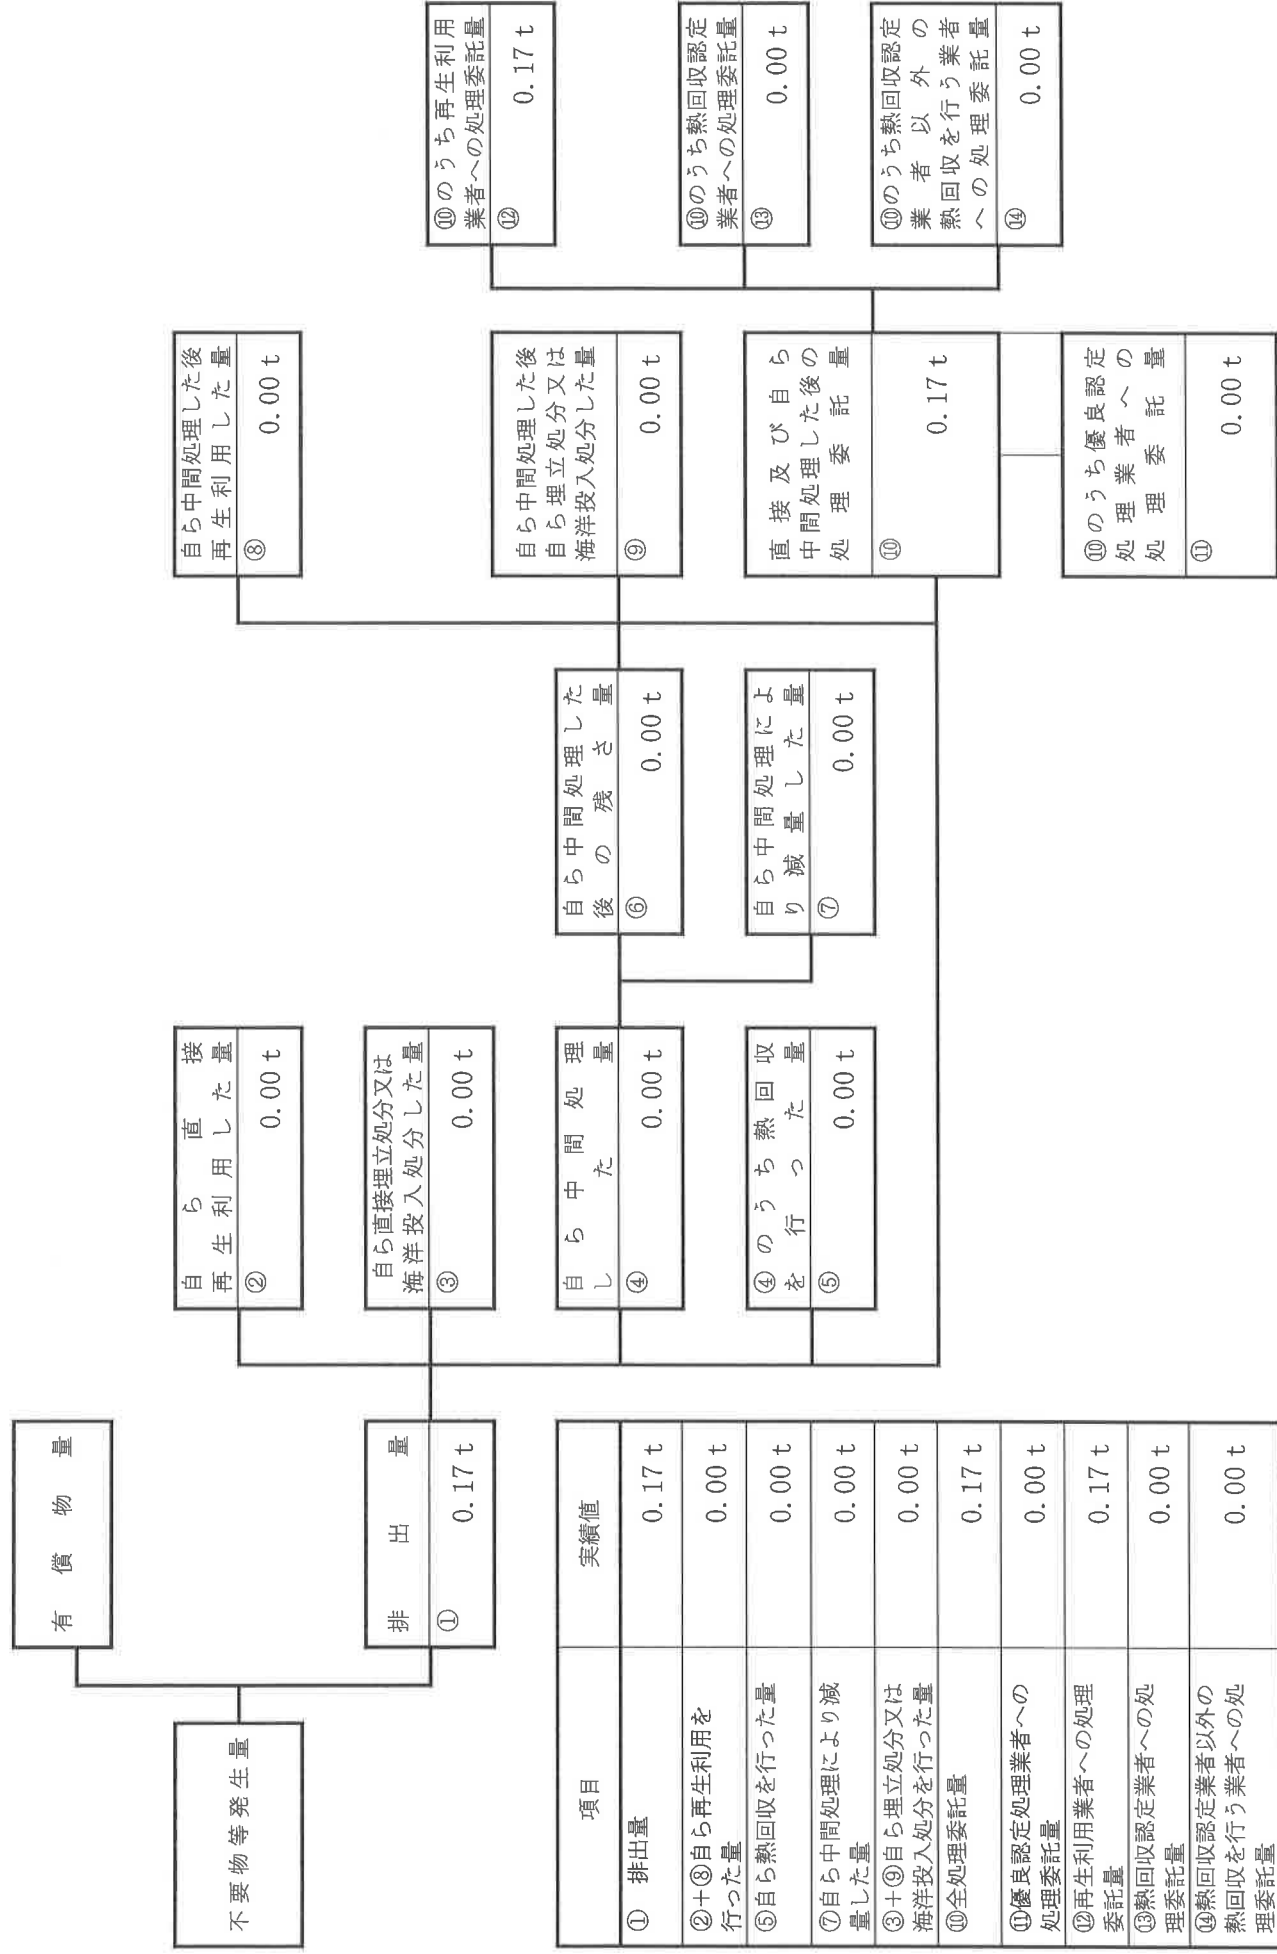 不要物等発生量
有償物量
排出量
①
0.17 t
自ら直接
再生利用した量
②
0.00 t
自ら直接埋立処分又は
海洋投入処分した量
③
0.00 t
自ら中間処理
した量
④
0.00 t
④のうち熱回収
を行った量
⑤
0.00 t
自ら中間処理した
後の残さ量
⑥
0.00 t
自ら中間処理によ
り減量した量
⑦
0.00 t
自ら中間処理した後
再生利用した量
⑧
0.00 t
自ら中間処理した後
自ら埋立処分又は
海洋投入処分した量
⑨
0.00 t
直接及び自ら
中間処理した後の
処理委託量
⑩
0.17 t
⑩のうち優良認定
処理業者への
処理委託量
⑪
0.00 t
⑩のうち再生利用
業者への処理委託量
⑫
0.17 t
⑩のうち熱回収認定
業者への処理委託量
⑬
0.00 t
⑩のうち熱回収認定
業者以外の
熱回収を行う業者
への処理委託量
⑭
0.00 t
項目
実績値
① 排出量
0.17 t
②＋⑧自ら再生利用を
行った量
0.00 t
⑤自ら熱回収を行った量
0.00 t
⑦自ら中間処理により減
量した量
0.00 t
③＋⑨自ら埋立処分又は
海洋投入処分を行った量
0.00 t
⑩全処理委託量
0.17 t
⑪優良認定処理業者への
処理委託量
0.00 t
⑫再生利用業者への処理
委託量
0.17 t
⑬熱回収認定業者への処
理委託量
0.00 t
⑭熱回収認定業者以外の
熱回収を行う業者への処
理委託量
0.00 t